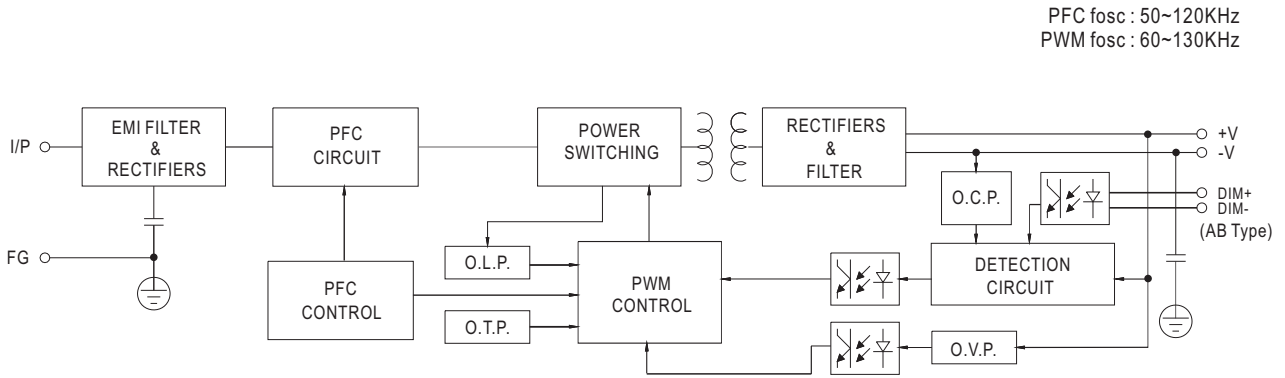 PFC fosc : 50~120KHz
PWM fosc : 60~130KHz
I/P
EMI FILTER
&
RECTIFIERS
PFC
CIRCUIT
POWER
SWITCHING
RECTIFIERS
&
FILTER
+V
-V
O.C.P.
DIM+
DIM-
(AB Type)
FG
O.L.P.
PFC
CONTROL
PWM
CONTROL
DETECTION
CIRCUIT
O.T.P.
O.V.P.